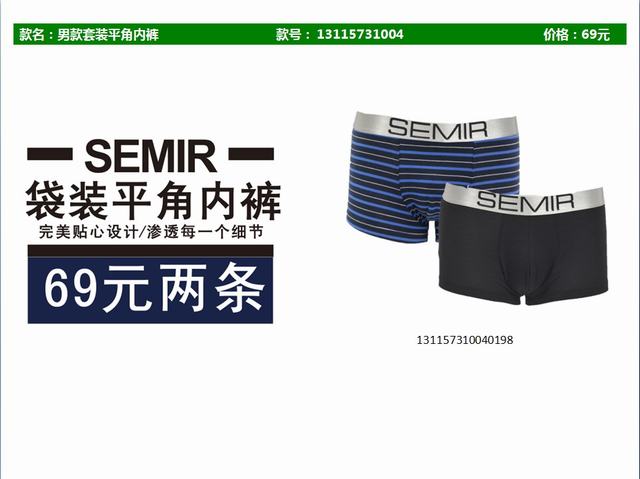 款名：男款套装平角内裤 款号： 13115731004 价格：69元
SEMIR
袋装平角内裤
完美贴心设计/渗透每一个细节
69元两条
SEMIR
SEMIR
131157310040198